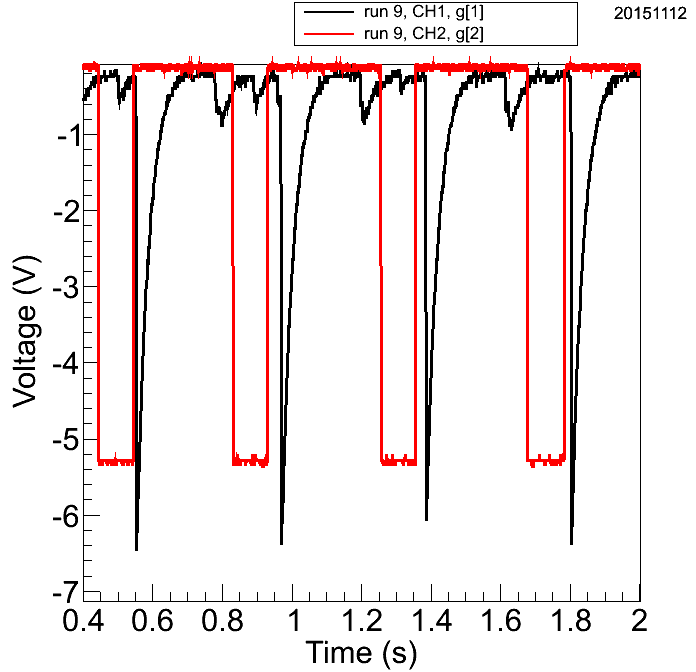 run 9, CH1, g[1]
run 9, CH2, g[2]
20151112
Voltage (V)
-1
-2
-3
-4
-5
-6
-7
0.4 0.6 0.8 1 1.2 1.4 1.6 1.8 2
Time (s)